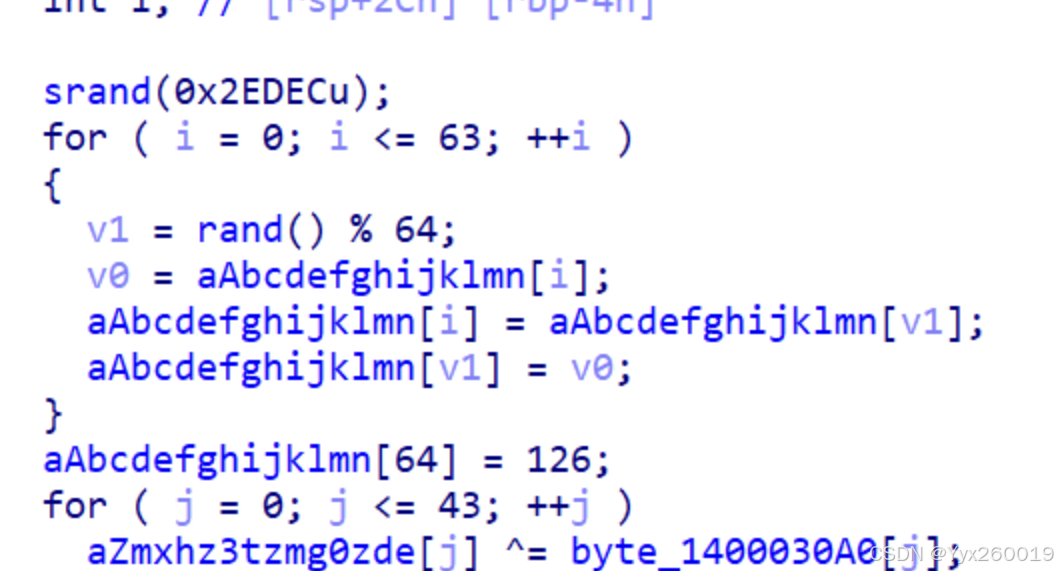 int i; // [rsp+2Ch] [rbp-4h]
srand(0x2EDECu);
for ( i = 0; i <= 63; ++i )
{
v1 = rand() % 64;
v0 = aAbcdefghijklmn[i];
aAbcdefghijklmn[i] = aAbcdefghijklmn[v1];
aAbcdefghijklmn[v1] = v0;
}
aAbcdefghijklmn[64] = 126;
for ( j = 0; j <= 43; ++j )
aZmxhz3tzmg0zde[j] ^= byte_1400030A0[j];
CSDN @Yyx260019